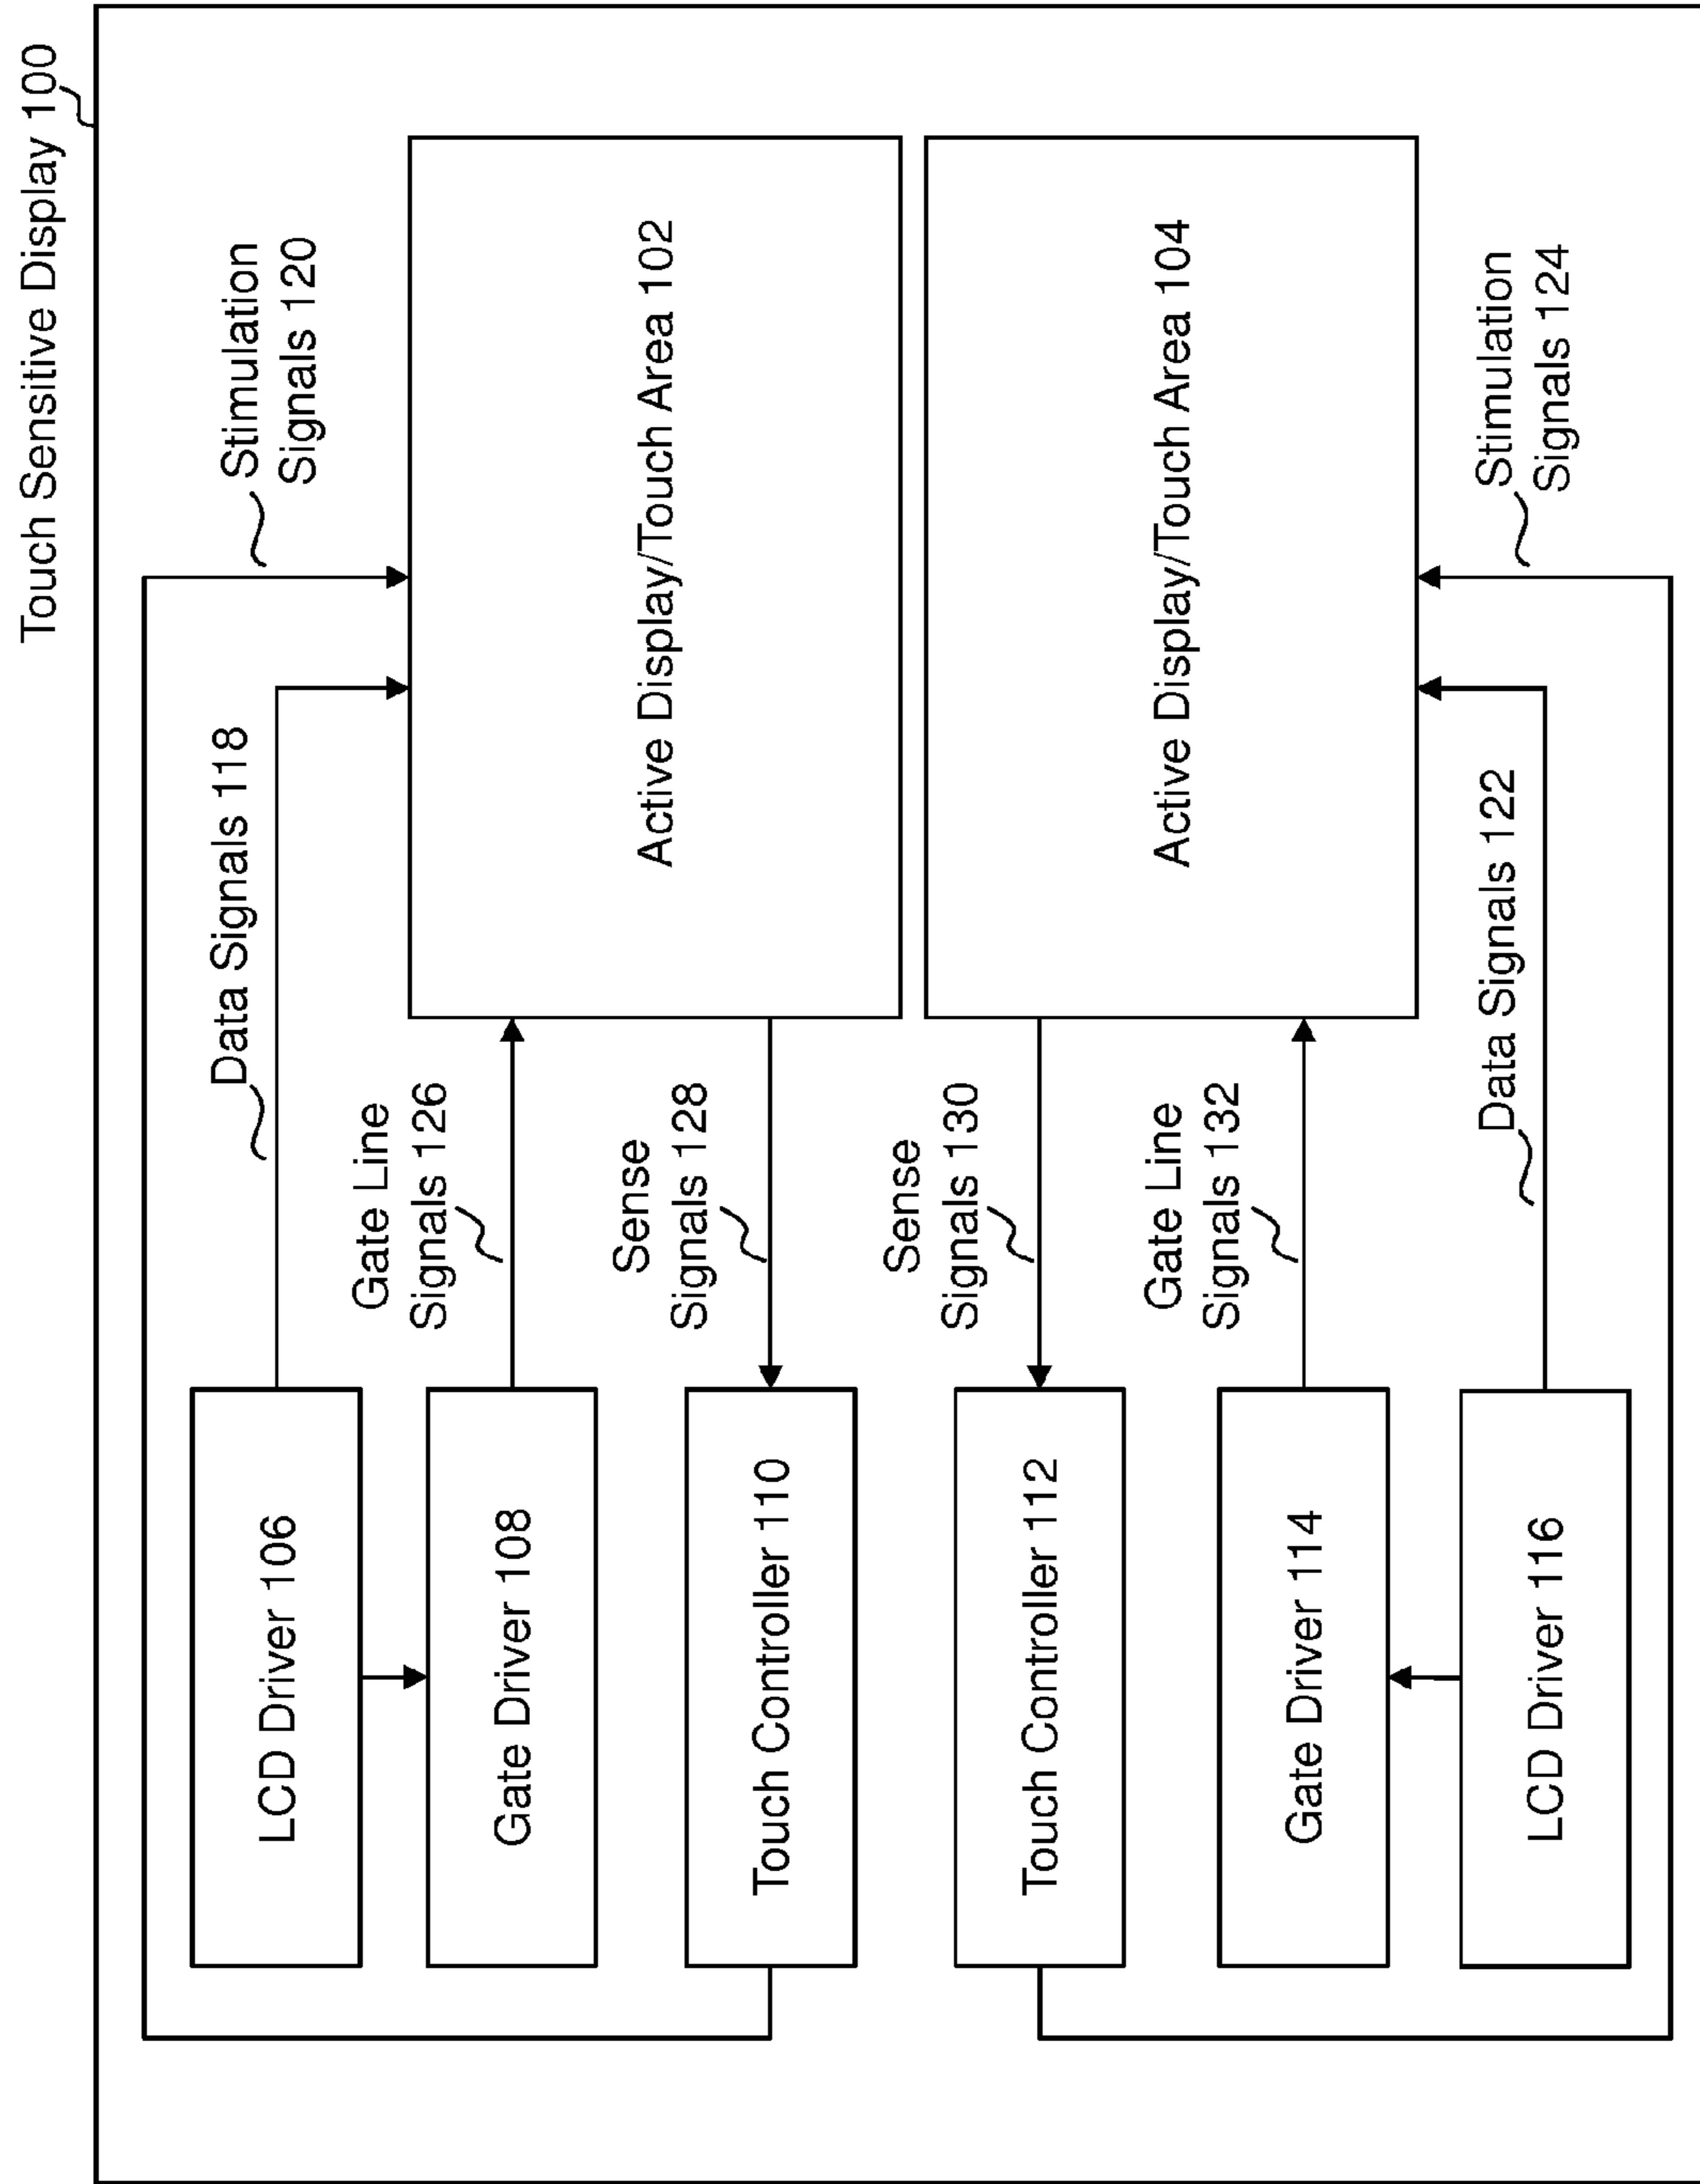 Touch Sensitive Display 100
LCD Driver 106
Data Signals 118
Stimulation
Signals 120
Gate Driver 108
Gate Line
Signals 126
Active Display/Touch Area 102
Touch Controller 110
Sense
Signals 128
Touch Controller 112
Sense
Signals 130
Active Display/Touch Area 104
Gate Driver 114
Gate Line
Signals 132
LCD Driver 116
Data Signals 122
Stimulation
Signals 124